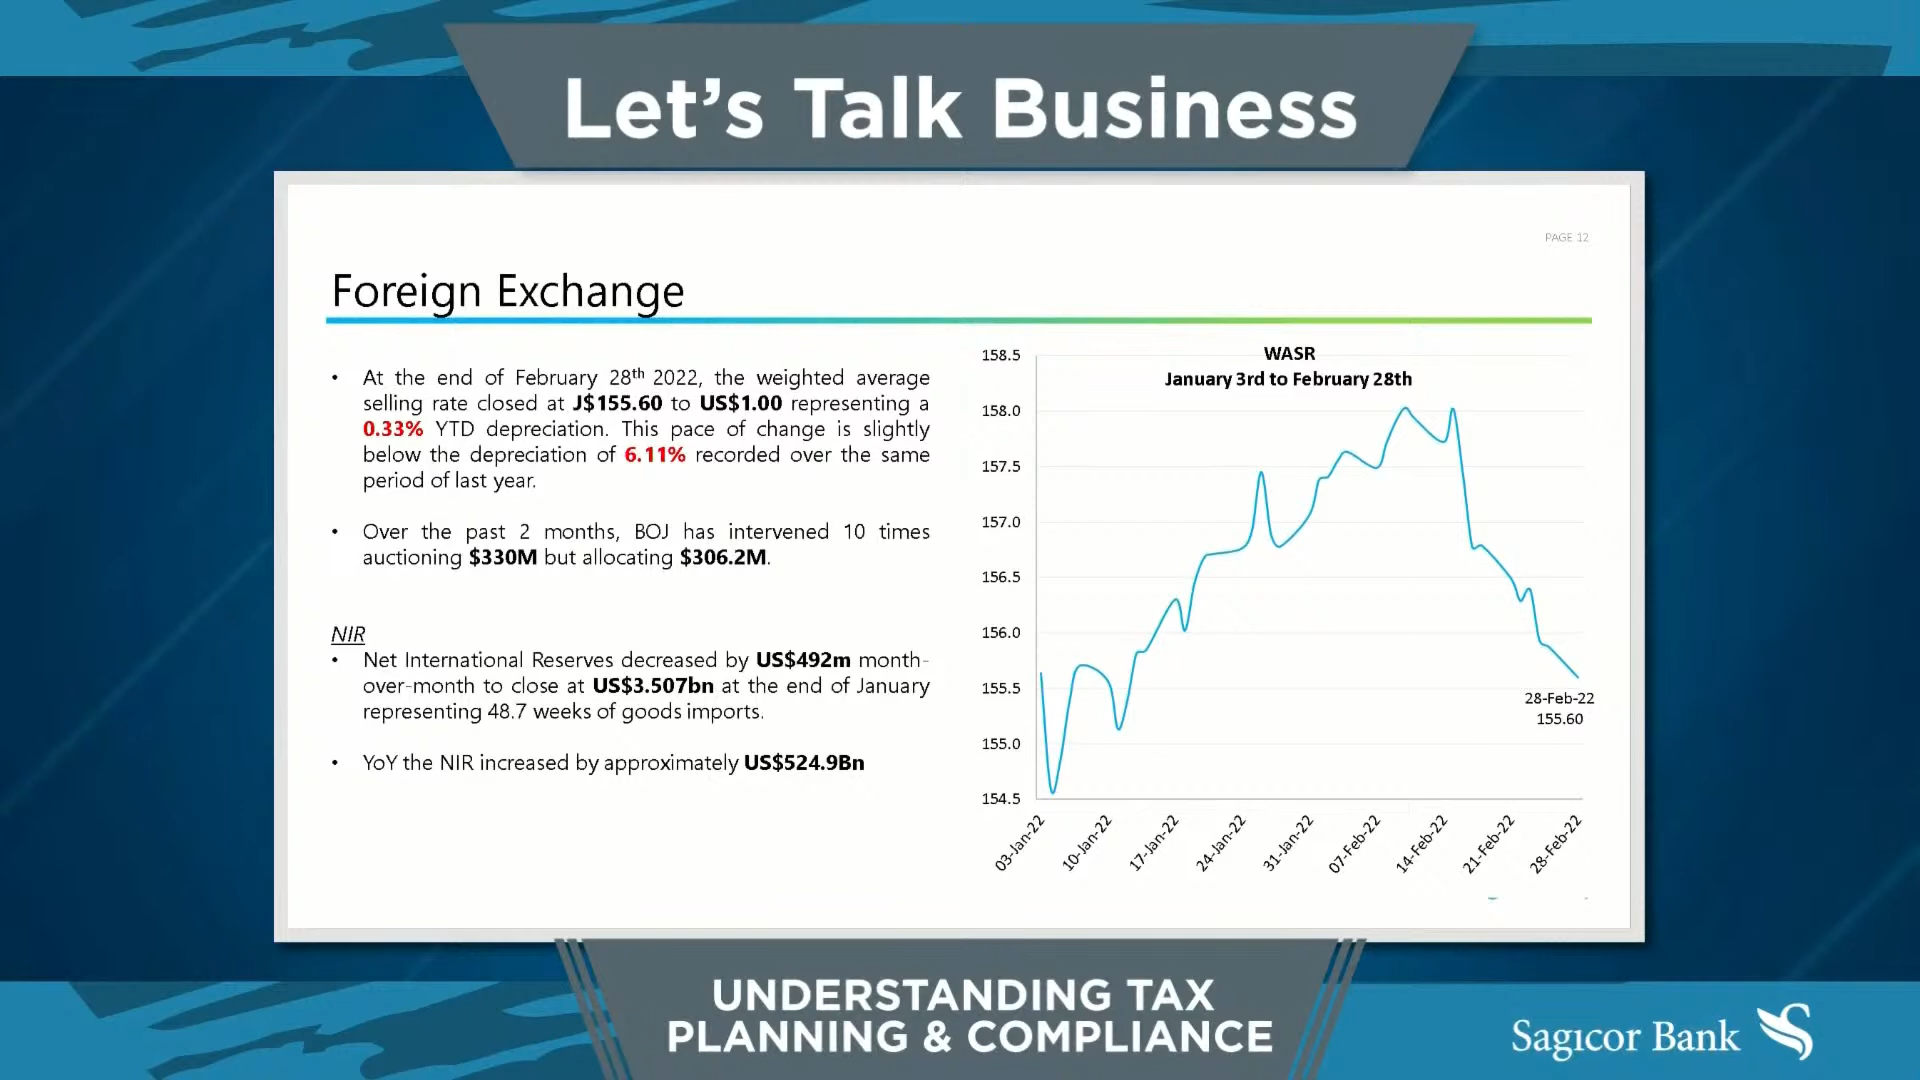 Let's Talk Business
PAGE 12
Foreign Exchange
• At the end of February 28th 2022, the weighted average
selling rate closed at J$155.60 to US$1.00 representing a
0.33% YTD depreciation. This pace of change is slightly
below the depreciation of 6.11% recorded over the same
period of last year.
• Over the past 2 months, BOJ has intervened 10 times
auctioning $330M but allocating $306.2M.
NIR
• Net International Reserves decreased by US$492m month-
over-month to close at US$3.507bn at the end of January
representing 48.7 weeks of goods imports.
• YoY the NIR increased by approximately US$524.9Bn
WASR
January 3rd to February 28th
158.5
158.0
157.5
157.0
156.5
156.0
155.5
155.0
154.5
28-Feb-22
155.60
03-Jan-22
10-Jan-22
17-Jan-22
24-Jan-22
31-Jan-22
07-Feb-22
14-Feb-22
21-Feb-22
28-Feb-22
UNDERSTANDING TAX
PLANNING & COMPLIANCE
Sagicor Bank